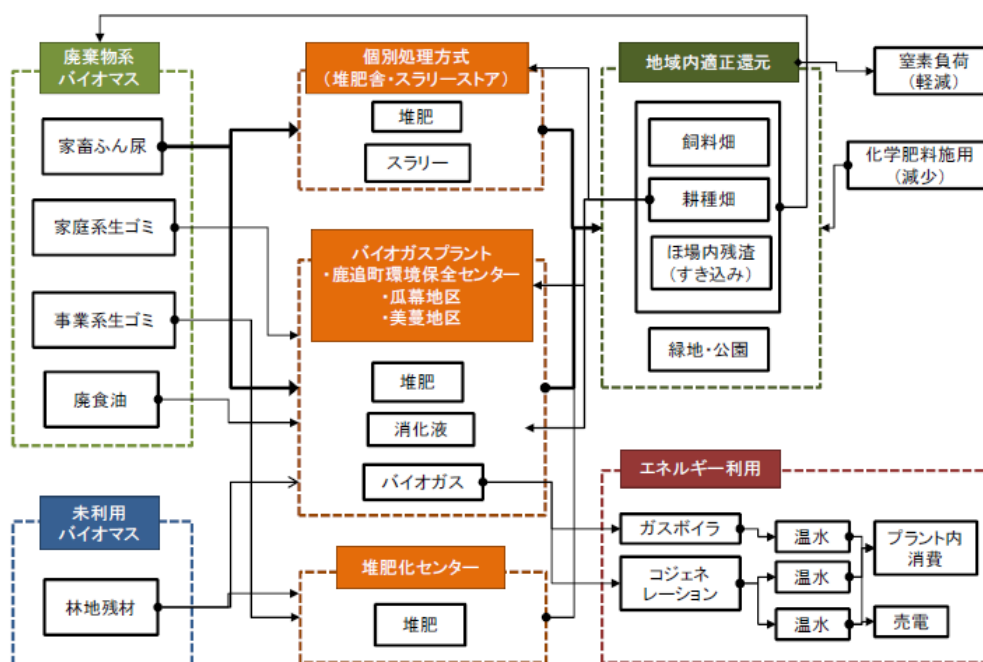 廃棄物系
バイオマス
家畜ふん尿
家庭系生ゴミ
事業系生ゴミ
廃食油
未利用
バイオマス
林地残材
個別処理方式
(堆肥舎・スラリーストア)
堆肥
スラリー
バイオガスプラント
・鹿追町環境保全センター
・瓜幕地区
・美蔓地区
堆肥
消化液
バイオガス
堆肥化センター
堆肥
地域内適正還元
飼料畑
耕種畑
ほ場内残渣
(すき込み)
緑地・公園
窒素負荷
(軽減)
化学肥料施用
(減少)
エネルギー利用
ガスボイラ
コジェネ
レーション
温水
温水
温水
プラント内
消費
売電